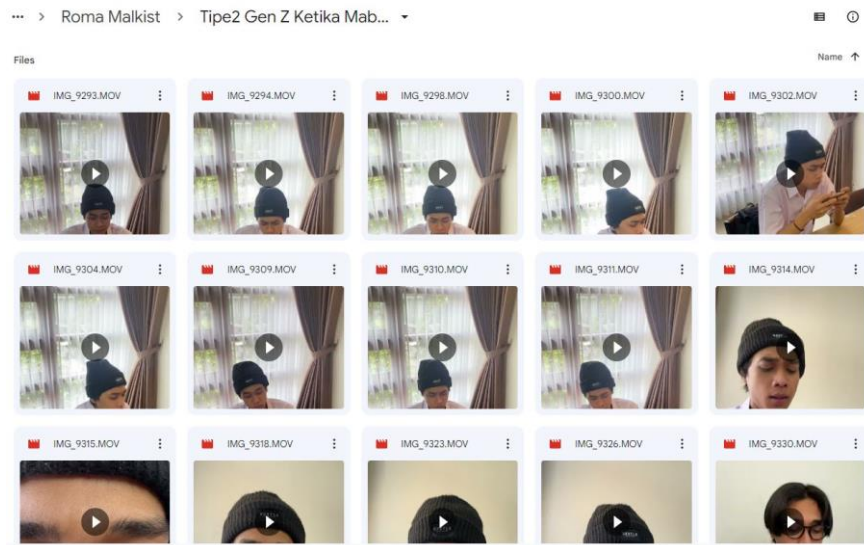 ... > Roma Malkist > Tipe2 Gen Z Ketika Mab...
Files
Name
IMG_9293.MOV
IMG_9294.MOV
IMG_9298.MOV
IMG_9300.MOV
IMG_9302.MOV
IMG_9304.MOV
IMG_9309.MOV
IMG_9310.MOV
IMG_9311.MOV
IMG_9314.MOV
IMG_9315.MOV
IMG_9318.MOV
IMG_9323.MOV
IMG_9326.MOV
IMG_9330.MOV